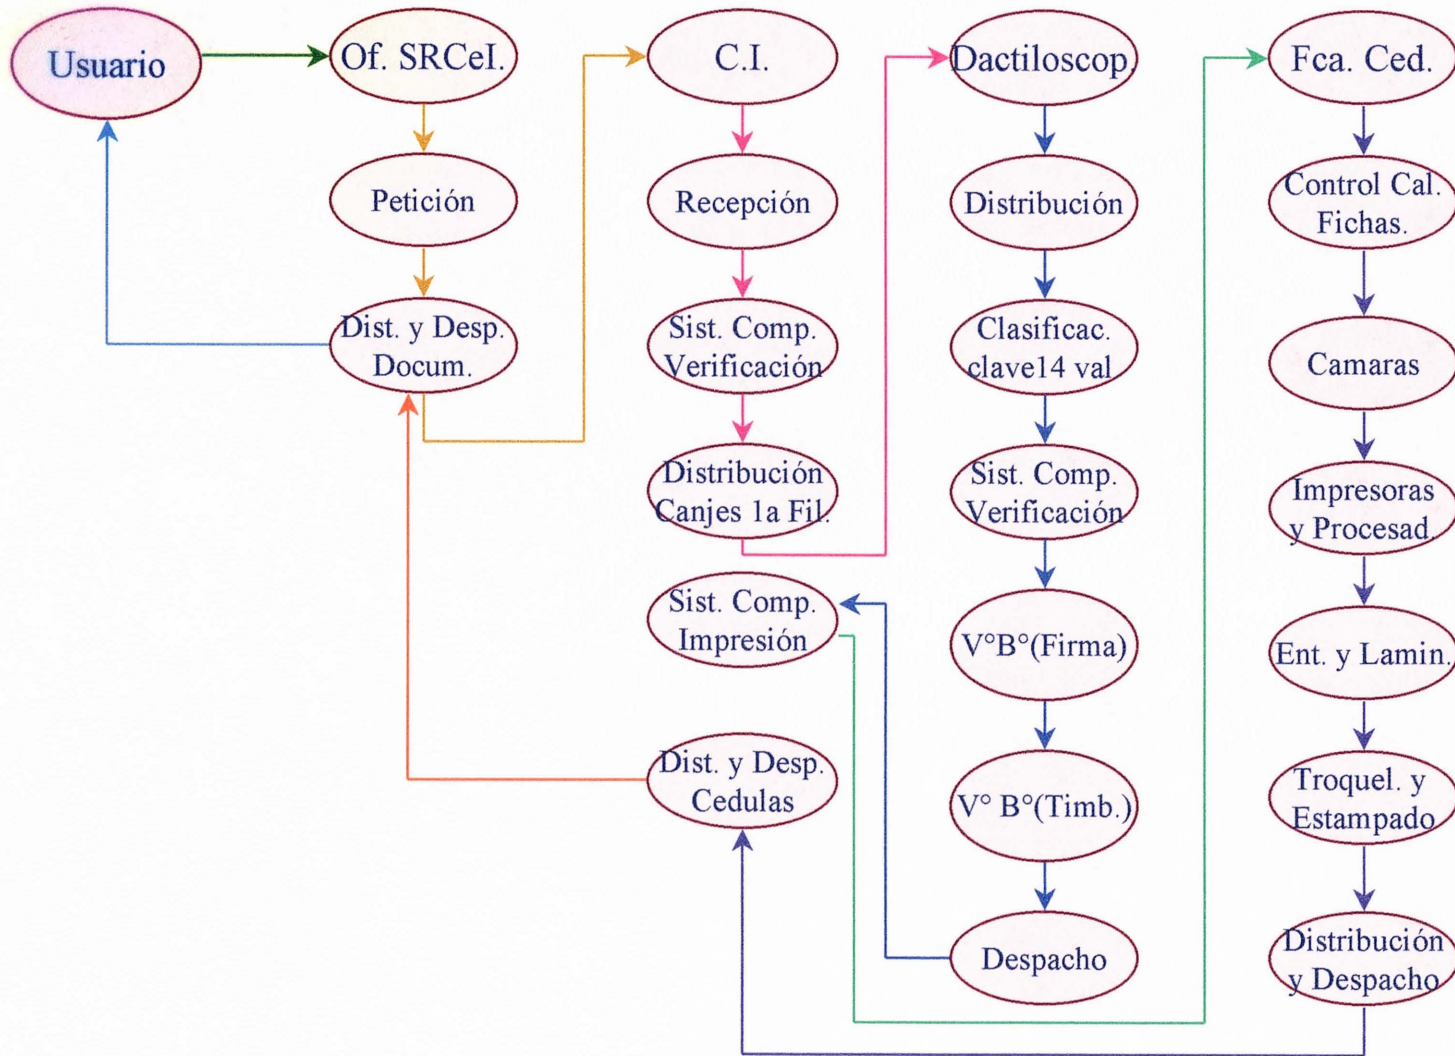 Usuario
Of. SRCeI.
Petición
Dist. y Desp.
Docum.
C.I.
Recepción
Sist. Comp.
Verificación
Distribución
Canjes 1a Fil.
Sist. Comp.
Impresión
Dist. y Desp.
Cedulas
Dactiloscop.
Distribución
Clasificac.
clave14 val
Sist. Comp.
Verificación
V°B°(Firma)
V° B°(Timb.)
Despacho
Fca. Ced.
Control Cal.
Fichas.
Camaras
Impresoras
y Procesad.
Ent. y Lamin.
Troquel. y
Estampado
Distribución
y Despacho